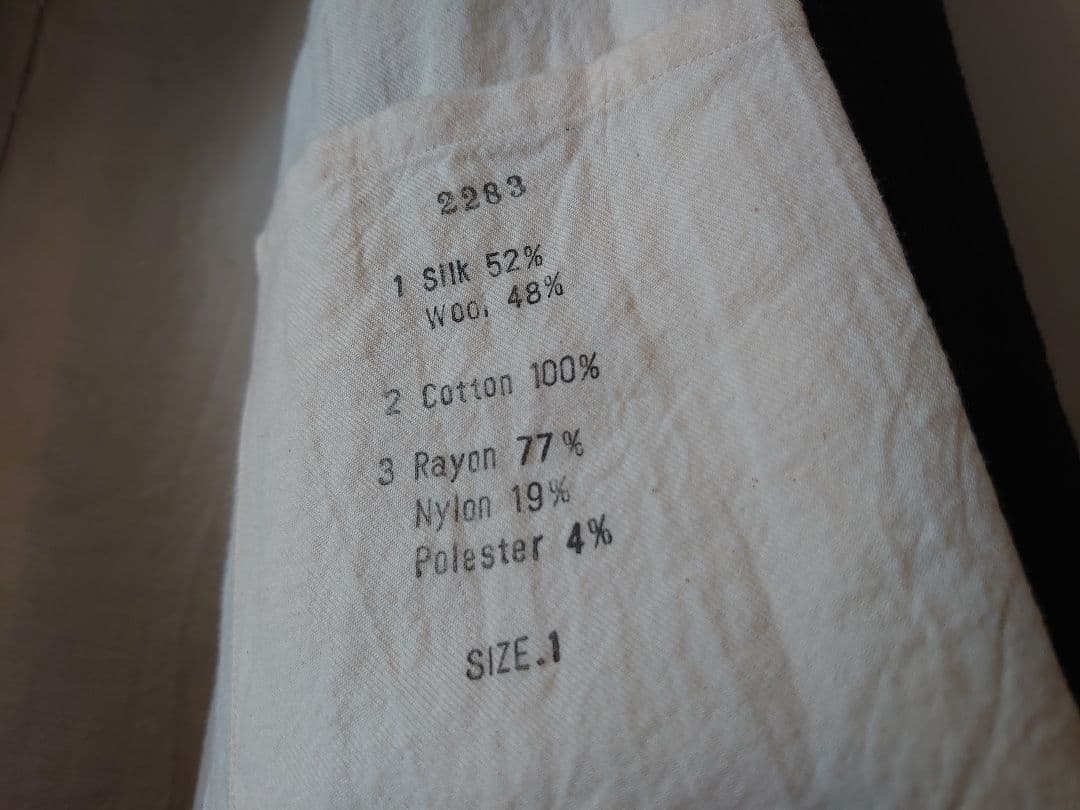 2283
1 Silk 52%
Wool 48%
2 Cotton 100%
3 Rayon 77%
Nylon 19%
Polester 4%
SIZE.1